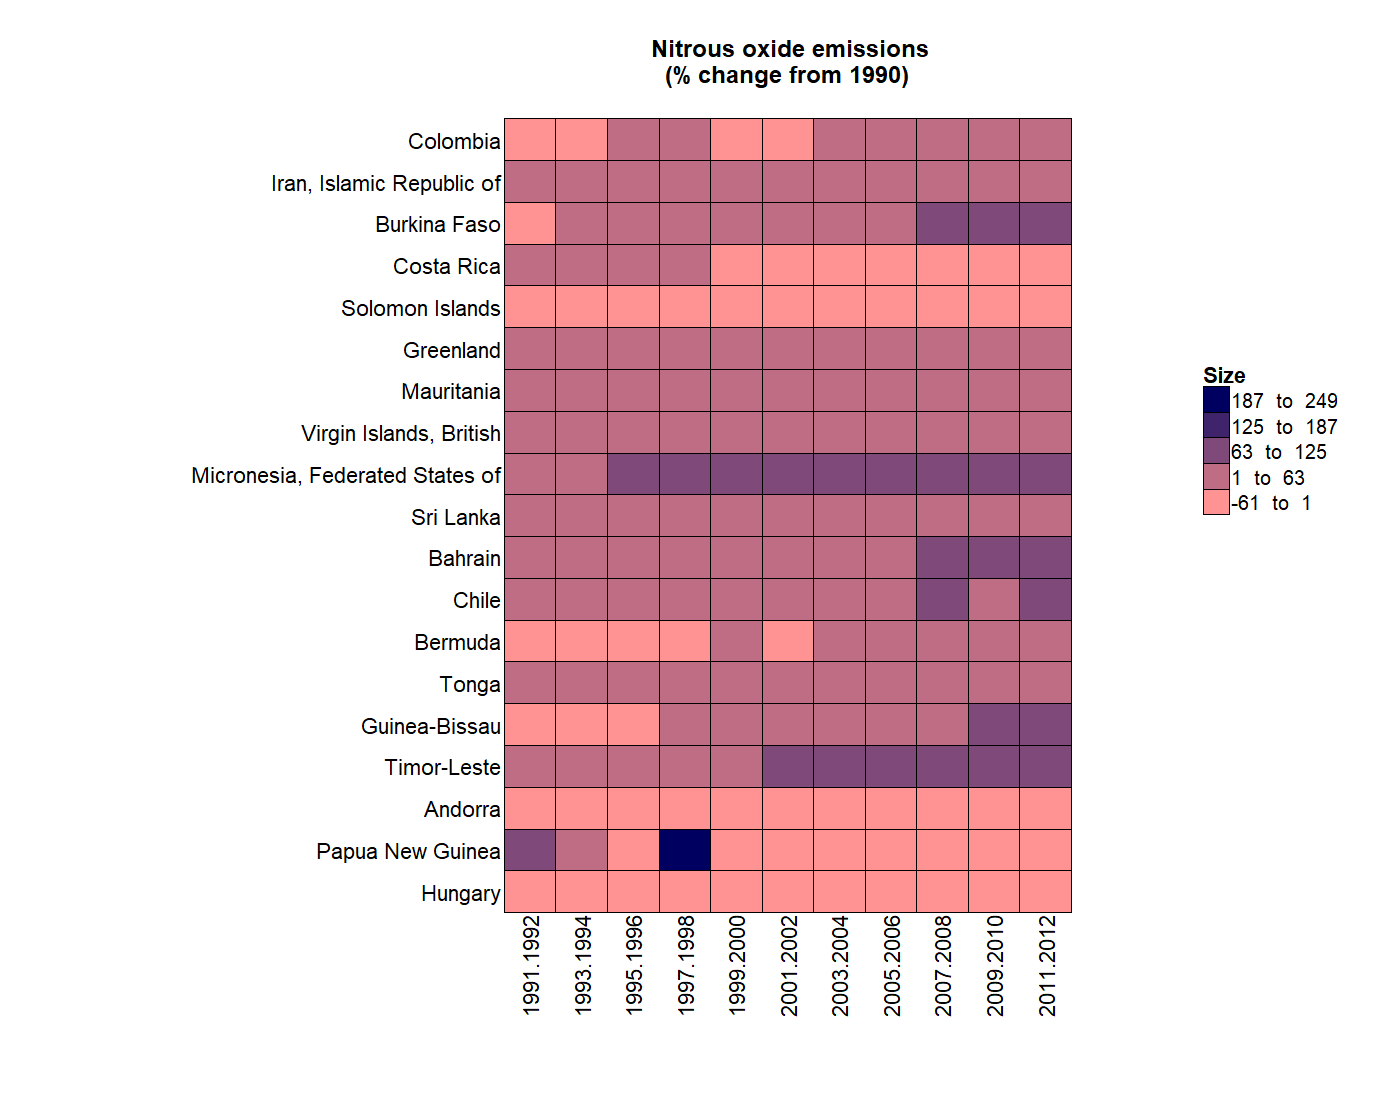 Nitrous oxide emissions
(% change from 1990)
Colombia
Iran, Islamic Republic of
Burkina Faso
Costa Rica
Solomon Islands
Greenland
Mauritania
Virgin Islands, British
Micronesia, Federated States of
Sri Lanka
Bahrain
Chile
Bermuda
Tonga
Guinea-Bissau
Timor-Leste
Andorra
Papua New Guinea
Hungary
1991.1992
1993.1994
1995.1996
1997.1998
1999.2000
2001.2002
2003.2004
2005.2006
2007.2008
2009.2010
2011.2012
Size
187 to 249
125 to 187
63 to 125
1 to 63
-61 to 1